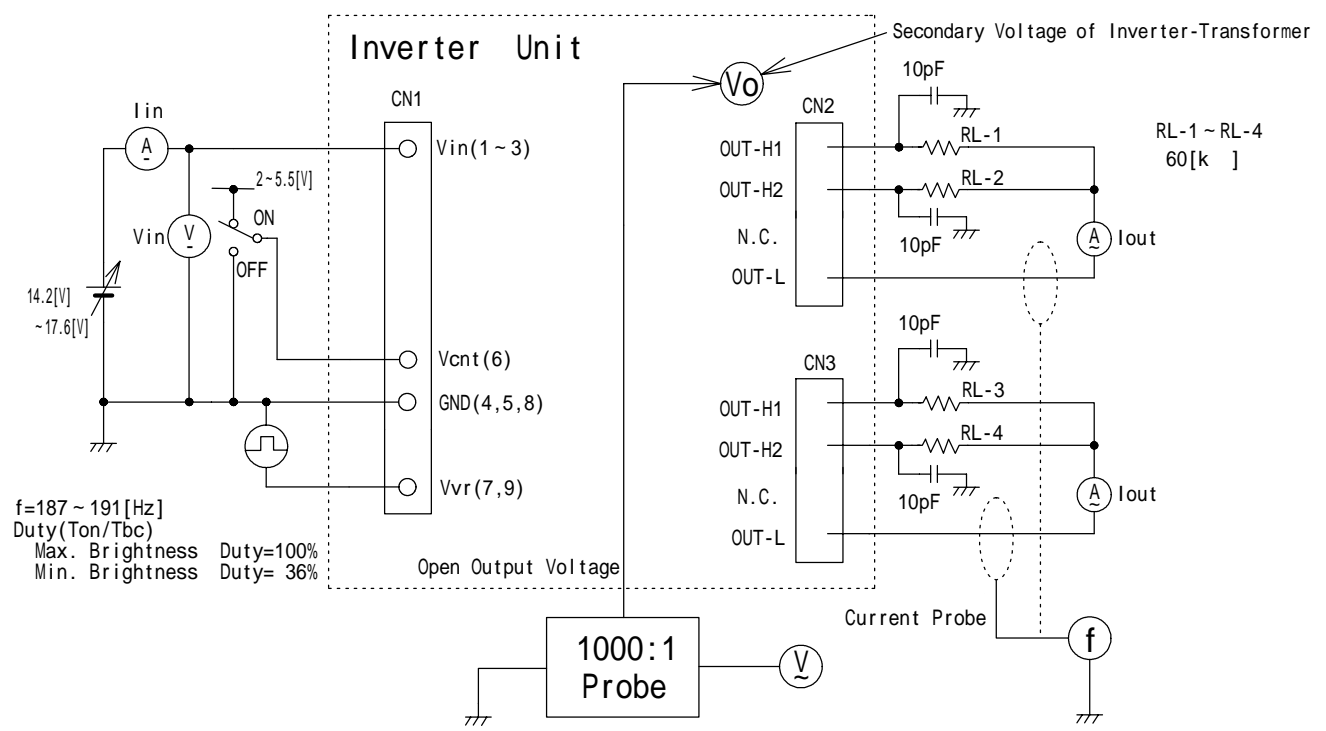 Inverter Unit
Secondary Voltage of Inverter-Transformer
Vo
Iin
A
CN1
Vin(1~3)
2~5.5[V]
ON
OFF
Vin
V
14.2[V]
~17.6[V]
Vcnt(6)
GND(4,5,8)
Vvr(7,9)
f=187~191[Hz]
Duty(Ton/Tbc)
Max. Brightness Duty=100%
Min. Brightness Duty= 36%
Open Output Voltage
1000:1
Probe
V
CN2
OUT-H1
OUT-H2
N.C.
OUT-L
10pF
RL-1
RL-2
10pF
A
Iout
RL-1~RL-4
60[k ]
CN3
OUT-H1
OUT-H2
N.C.
OUT-L
10pF
RL-3
RL-4
10pF
A
Iout
Current Probe
f